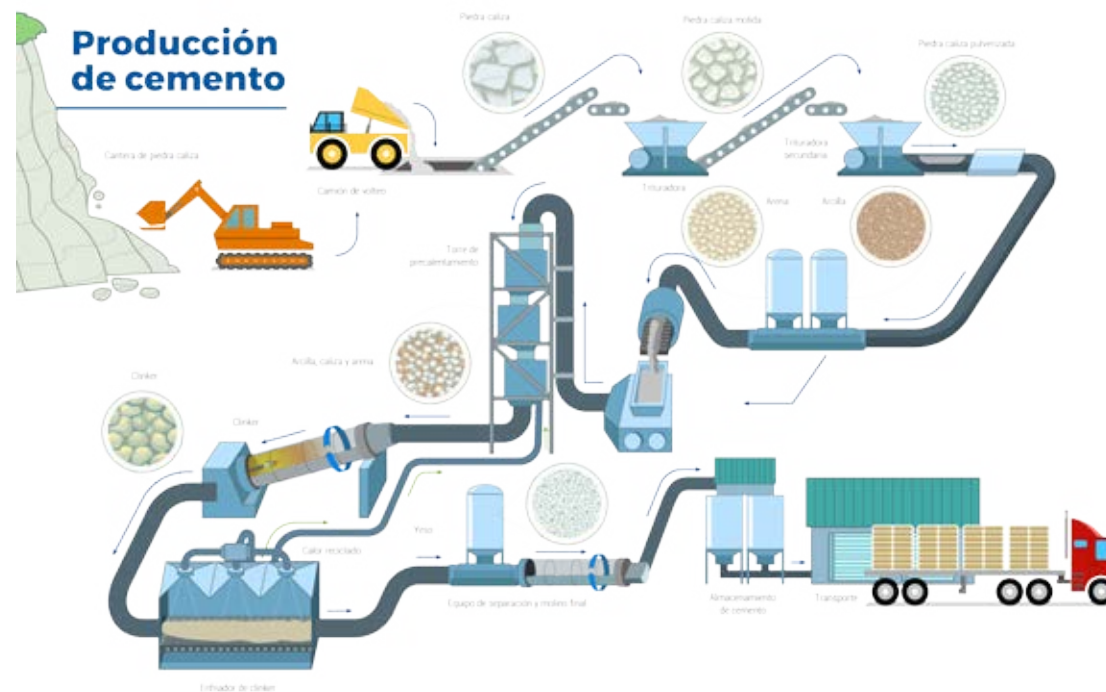 Producción
de cemento
Piedra caliza
Piedra caliza molida
Piedra caliza pulverizada
Cantera de piedra caliza
Camión de volteo
Trituradora
Trituradora
secundaria
Arena
Arcilla
Torre de
precalentamiento
Arcilla, caliza y arena
Clinker
Clinker
Calor reciclado
Yeso
Equipo de separación y molino final
Almacenamiento
de cemento
Transporte
Enfriador de clinker